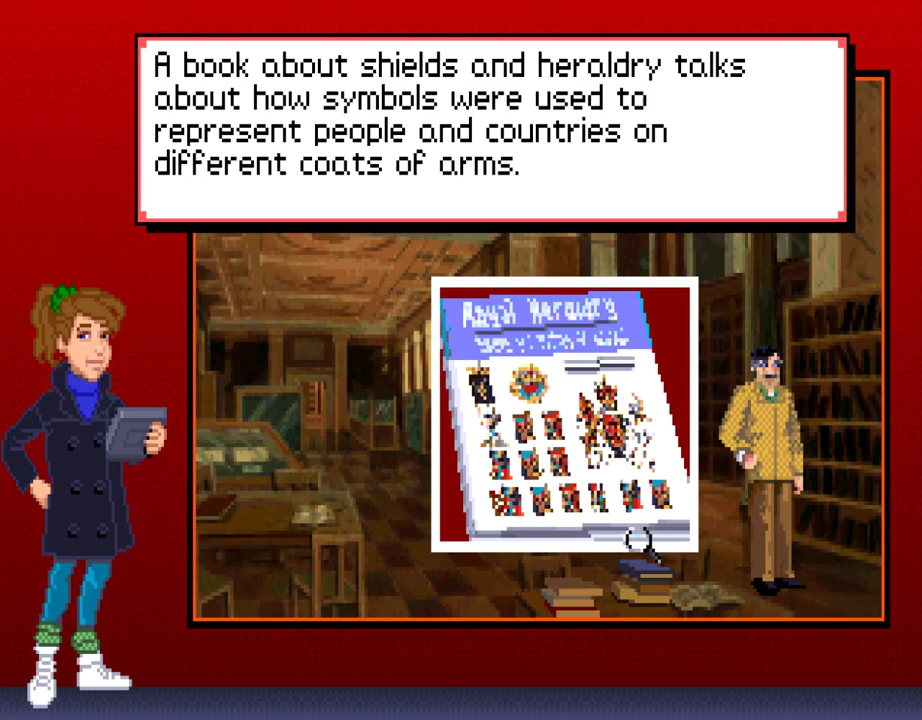 A book about shields and heraldry talks
about how symbols were used to
represent people and countries on
different coats of arms.
Royal